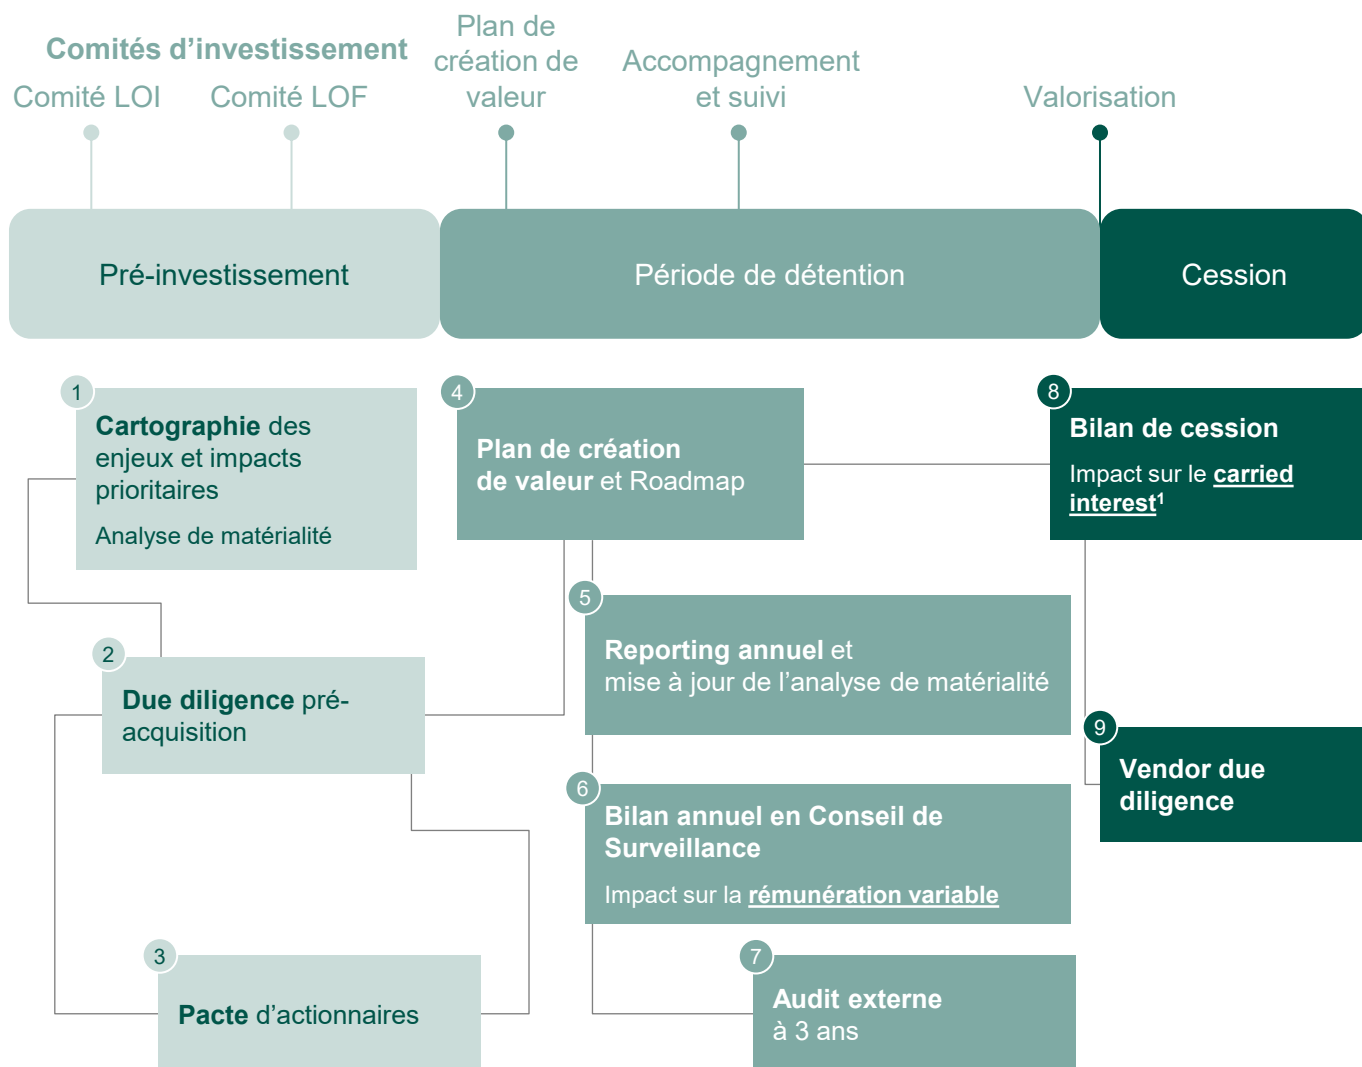 Comités d’investissement
Comité LOI
Comité LOF
Plan de
création de
valeur
Accompagnement
et suivi
Valorisation
Pré-investissement
Période de détention
Cession
1
Cartographie des
enjeux et impacts
prioritaires
Analyse de matérialité
2
Due diligence pré-
acquisition
3
Pacte d’actionnaires
4
Plan de création
de valeur et Roadmap
5
Reporting annuel et
mise à jour de l’analyse de matérialité
6
Bilan annuel en Conseil de
Surveillance
Impact sur la rémunération variable
7
Audit externe
à 3 ans
8
Bilan de cession
Impact sur le carried
interest¹
9
Vendor due
diligence